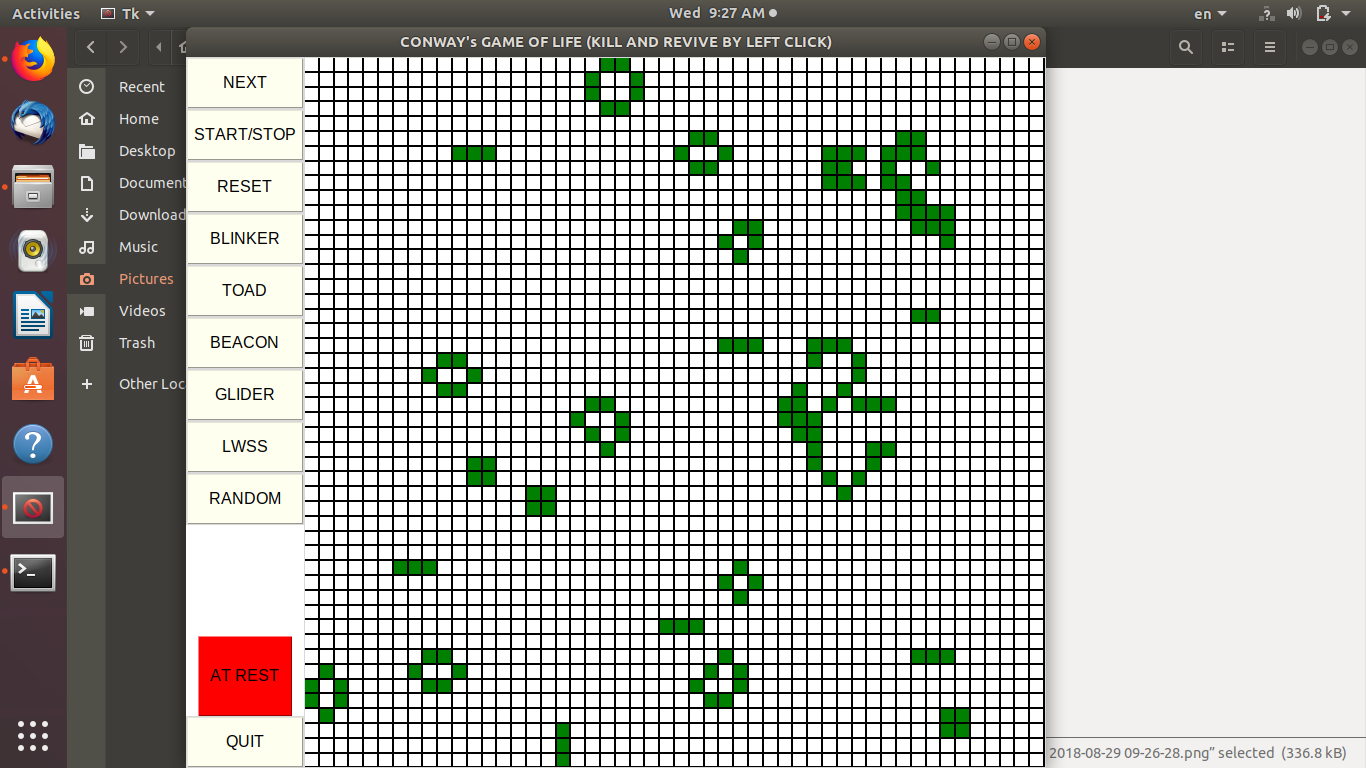 Activities
Tk
Wed 9:27 AM
en
CONWAY's GAME OF LIFE (KILL AND REVIVE BY LEFT CLICK)
NEXT
START/STOP
RESET
BLINKER
TOAD
BEACON
GLIDER
LWSS
RANDOM
AT REST
QUIT
Recent
Home
Desktop
Document
Download
Music
Pictures
Videos
Trash
Other Loc
2018-08-29 09-26-28.png” selected (336.8 kB)